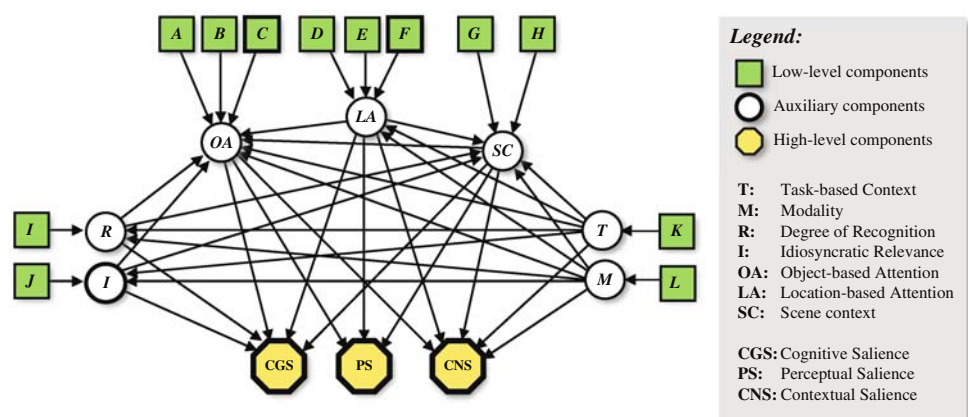 A B C D E F G H
LA
OA
SC
I R T K
J I M L
CGS PS CNS
Legend:
Low-level components
Auxiliary components
High-level components
T: Task-based Context
M: Modality
R: Degree of Recognition
I: Idiosyncratic Relevance
OA: Object-based Attention
LA: Location-based Attention
SC: Scene context
CGS: Cognitive Salience
PS: Perceptual Salience
CNS: Contextual Salience